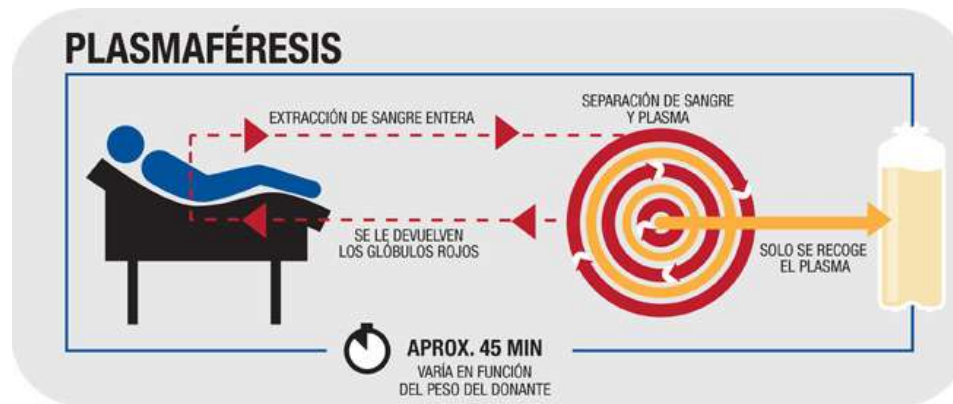 PLASMAFÉRESIS
EXTRACCIÓN DE SANGRE ENTERA
SEPARACIÓN DE SANGRE
Y PLASMA
SE LE DEVUELVEN
LOS GLÓBULOS ROJOS
SOLO SE RECOGE
EL PLASMA
APROX. 45 MIN
VARÍA EN FUNCIÓN
DEL PESO DEL DONANTE